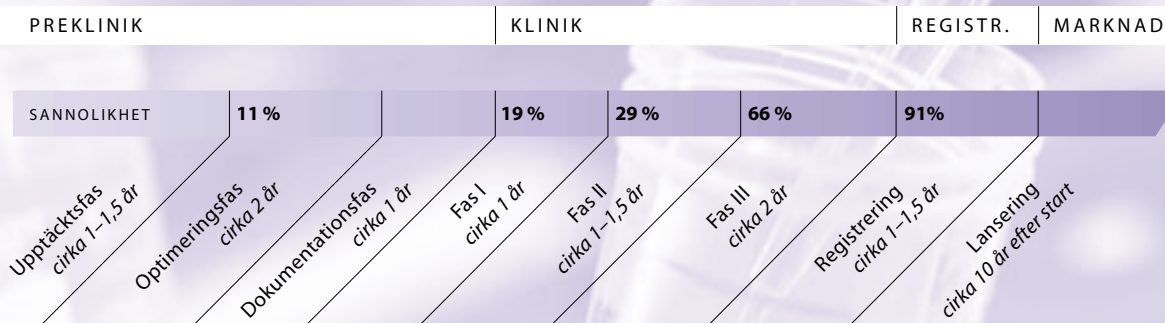 PREKLINIK
KLINIK
REGISTR.
MARKNAD
SANNOLIKHET
11 %
19 %
29 %
66 %
91%
Upptäcktsfas
cirka 1–1,5 år
Optimeringsfas
cirka 2 år
Dokumentationsfas
cirka 1 år
Fas I
cirka 1 år
Fas II
cirka 1–1,5 år
Fas III
cirka 2 år
Registrering
cirka 1–1,5 år
Lansering
cirka 10 år efter start